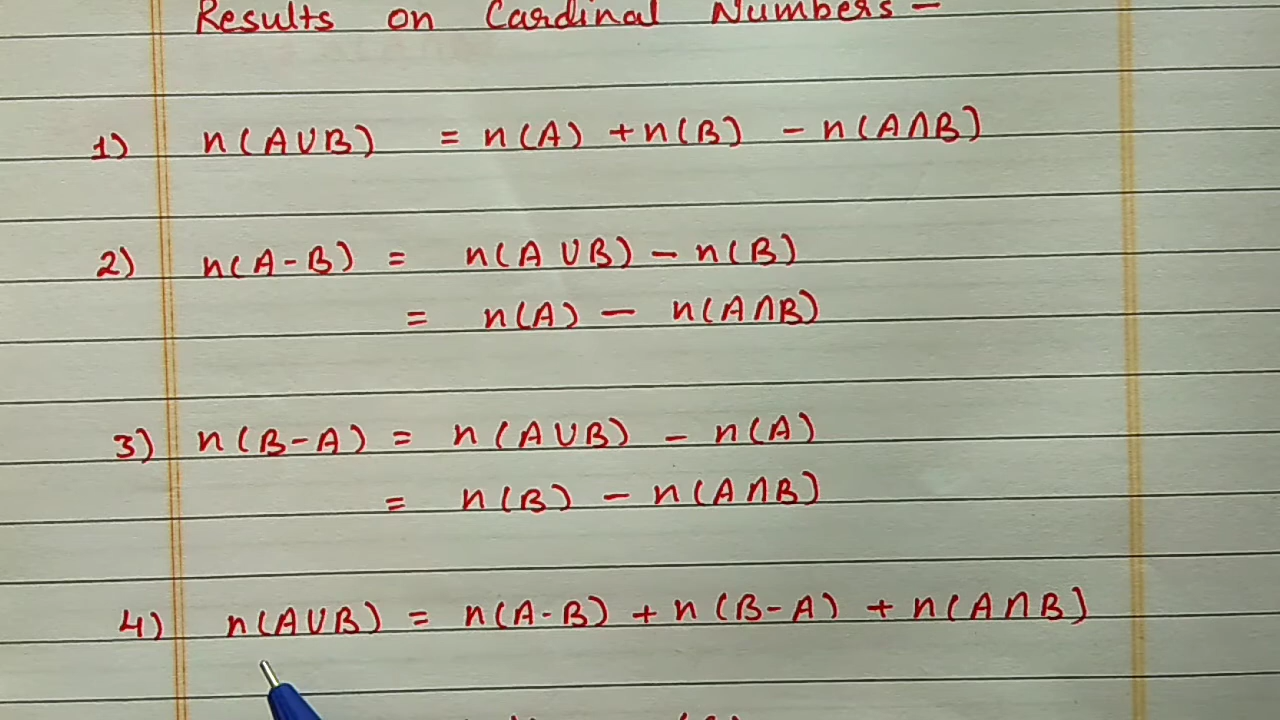 Results on Cardinal Numbers -
1) n(A∪B) = n(A) + n(B) - n(A∩B)
2) n(A-B) = n(A∪B) - n(B)
= n(A) - n(A∩B)
3) n(B-A) = n(A∪B) - n(A)
= n(B) - n(A∩B)
4) n(A∪B) = n(A-B) + n(B-A) + n(A∩B)